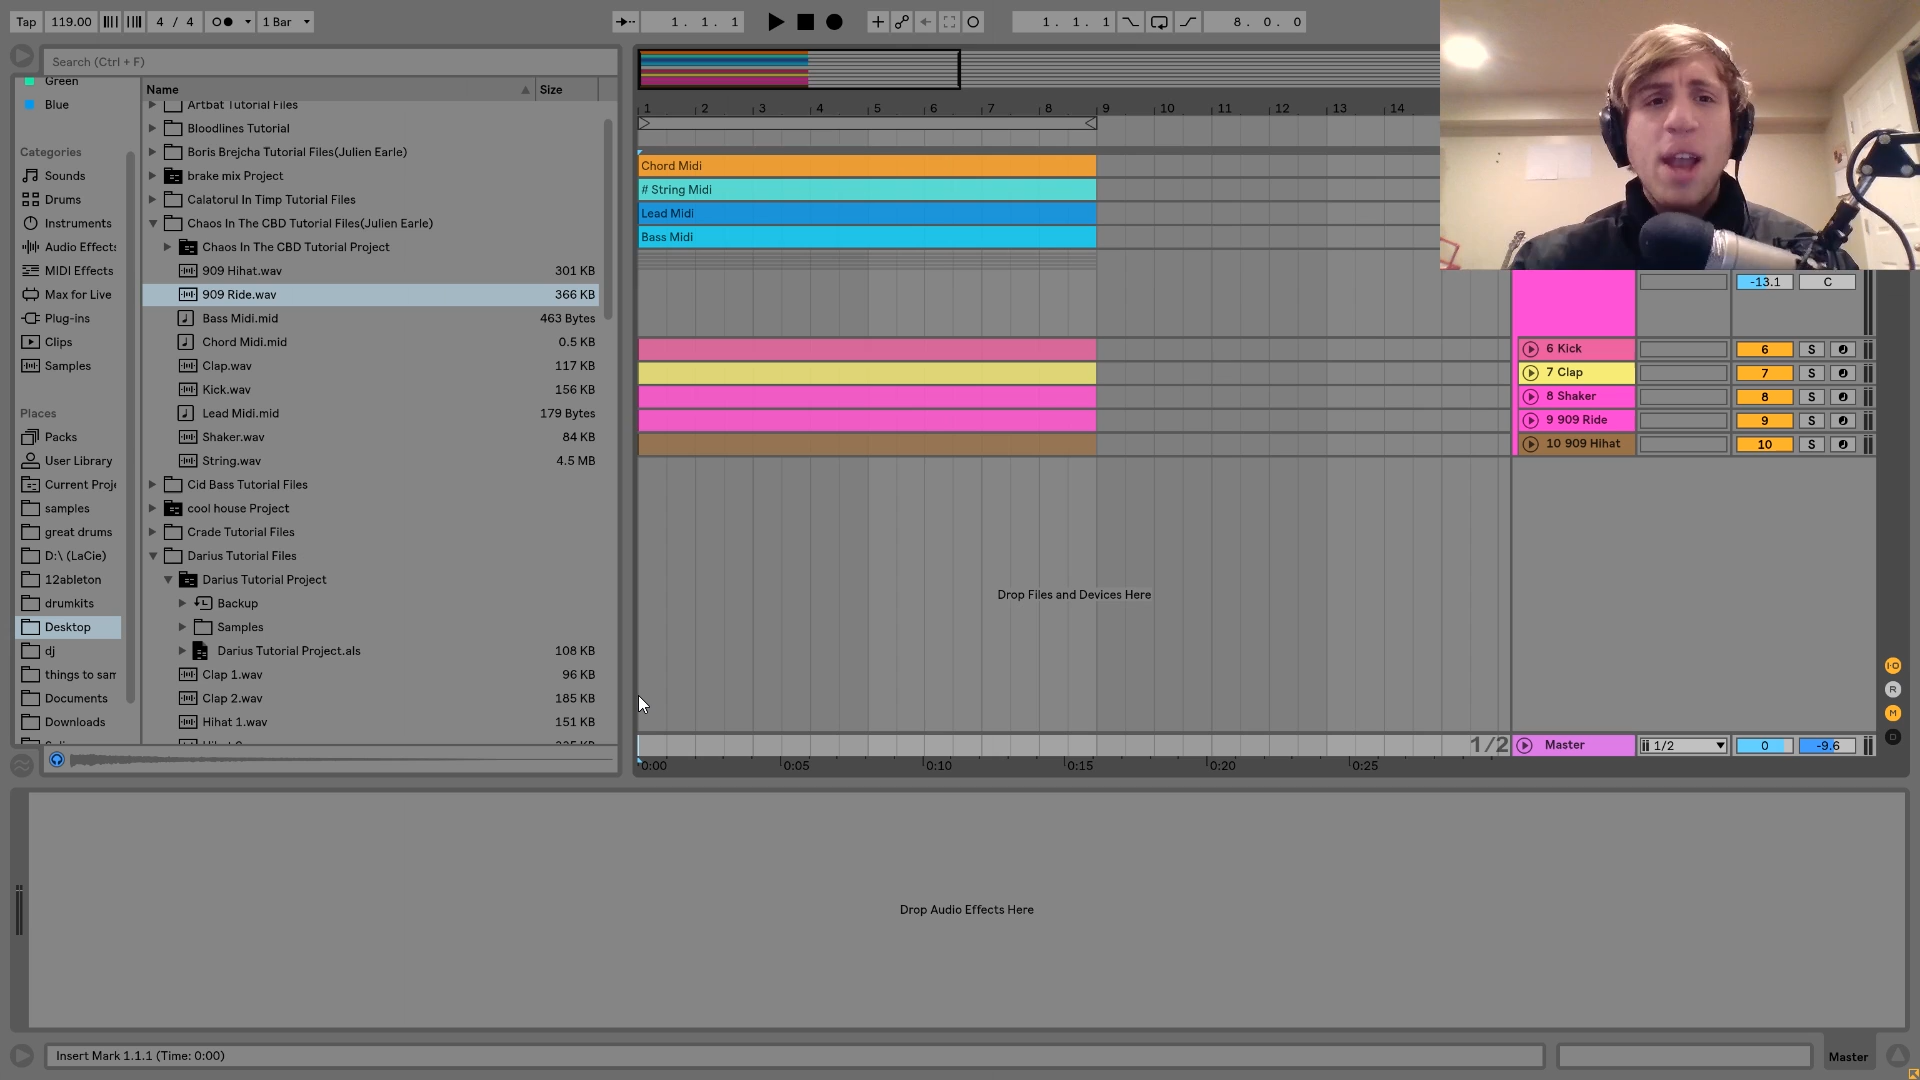 Tap 119.00 4 / 4 1 Bar 1. 1. 1 1. 1. 1 8. 0. 0
Search (Ctrl + F)
Green
Blue
Categories
Sounds
Drums
Instruments
Audio Effects
MIDI Effects
Max for Live
Plug-ins
Clips
Samples
Places
Packs
User Library
Current Proje
samples
great drums
D:\ (LaCie)
12ableton
drumkits
Desktop
dj
things to sam
Documents
Downloads
Name Size
Artbat Tutorial Files
Bloodlines Tutorial
Boris Brejcha Tutorial Files(Julien Earle)
brake mix Project
Calatorul In Timp Tutorial Files
Chaos In The CBD Tutorial Files(Julien Earle)
Chaos In The CBD Tutorial Project
909 Hihat.wav 301 KB
909 Ride.wav 366 KB
Bass Midi.mid 463 Bytes
Chord Midi.mid 0.5 KB
Clap.wav 117 KB
Kick.wav 156 KB
Lead Midi.mid 179 Bytes
Shaker.wav 84 KB
String.wav 4.5 MB
Cid Bass Tutorial Files
cool house Project
Crade Tutorial Files
Darius Tutorial Files
Darius Tutorial Project
Backup
Samples
Darius Tutorial Project.als 108 KB
Clap 1.wav 96 KB
Clap 2.wav 185 KB
Hihat 1.wav 151 KB
1 2 3 4 5 6 7 8 9 10 11 12 13 14
Chord Midi
# String Midi
Lead Midi
Bass Midi
-13.1 C
6 Kick 6 S
7 Clap 7 S
8 Shaker 8 S
9 909 Ride 9 S
10 909 Hihat 10 S
Drop Files and Devices Here
I·O
R
M
D
1/2 Master 1/2 0 -9.6
0:00 0:05 0:10 0:15 0:20 0:25
Drop Audio Effects Here
Insert Mark 1.1.1 (Time: 0:00) Master